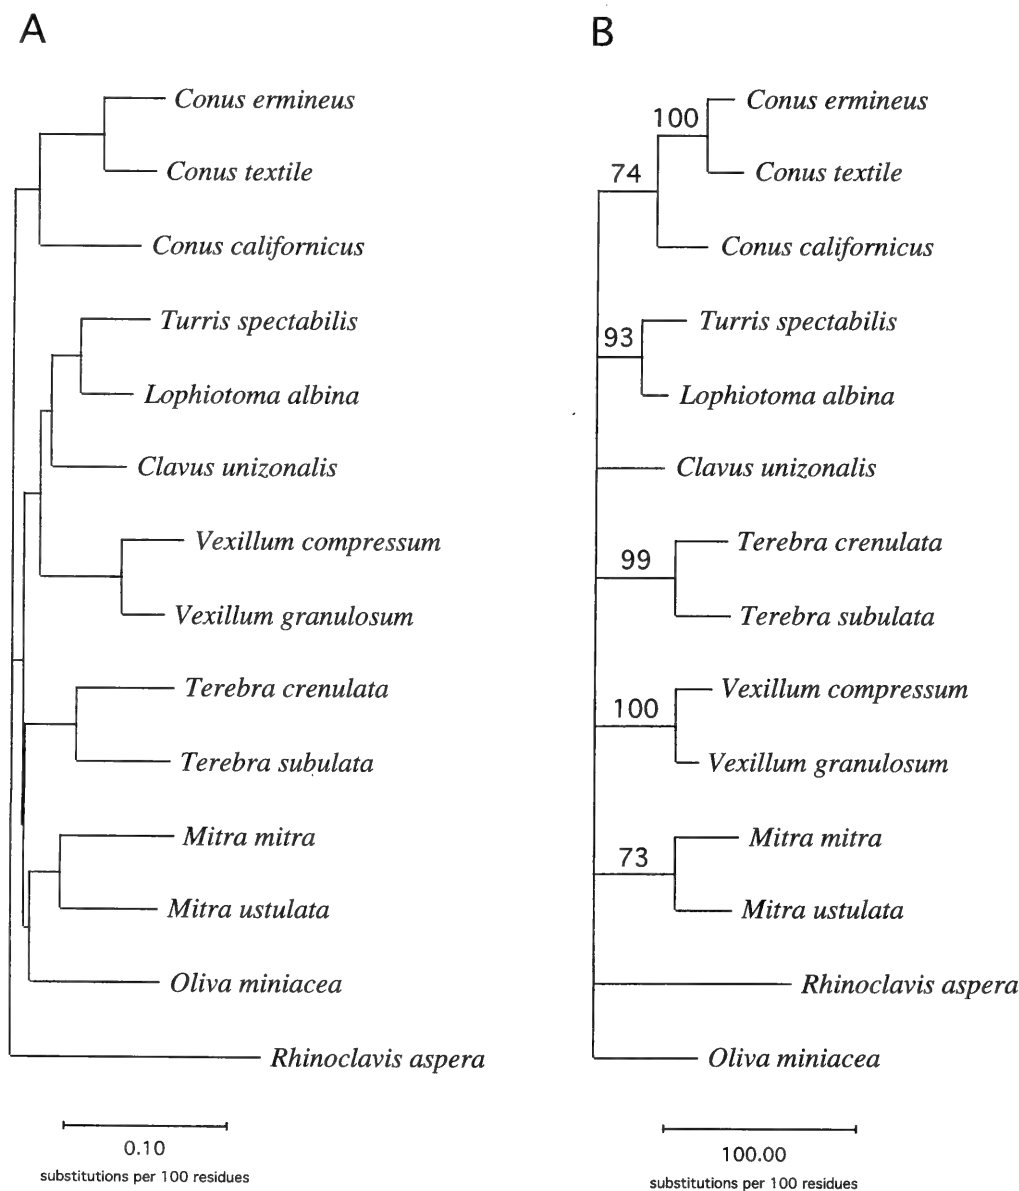 A
Conus ermineus
Conus textile
Conus californicus
Turris spectabilis
Lophiotoma albina
Clavus unizonalis
Vexillum compressum
Vexillum granulosum
Terebra crenulata
Terebra subulata
Mitra mitra
Mitra ustulata
Oliva miniacea
Rhinoclavis aspera
0.10
substitutions per 100 residues
B
100
Conus ermineus
Conus textile
74
Conus californicus
Turris spectabilis
93
Lophiotoma albina
Clavus unizonalis
Terebra crenulata
99
Terebra subulata
Vexillum compressum
100
Vexillum granulosum
Mitra mitra
73
Mitra ustulata
Rhinoclavis aspera
Oliva miniacea
100.00
substitutions per 100 residues